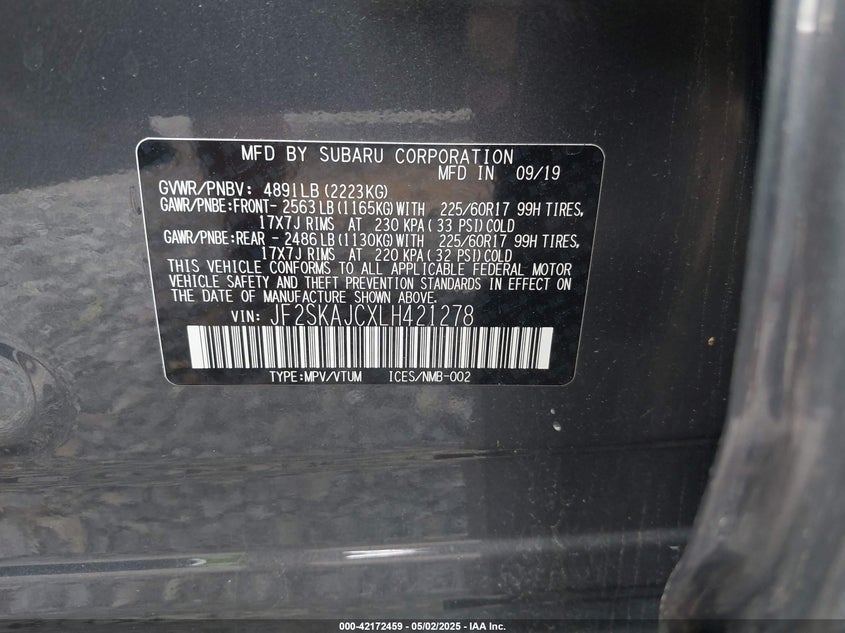 MFD BY SUBARU CORPORATION
MFD IN 09/19
GVWR/PNBV: 4891LB(2223KG)
GAWR/PNBE:FRONT- 2563LB(1165KG)WITH 225/60R17 99H TIRES,
17X7J RIMS AT 230 KPA( 33 PSI)COLD
GAWR/PNBE:REAR - 2486LB(1130KG)WITH 225/60R17 99H TIRES,
17X7J RIMS AT 220 KPA( 32 PSI)COLD
THIS VEHICLE CONFORMS TO ALL APPLICABLE FEDERAL MOTOR
VEHICLE SAFETY AND THEFT PREVENTION STANDARDS IN EFFECT ON
THE DATE OF MANUFACTURE SHOWN ABOVE.
VIN: JF2SKAJCXLH421278
TYPE:MPV/VTUM ICES/NMB-002
000-42172459 - 05/02/2025 - IAA Inc.